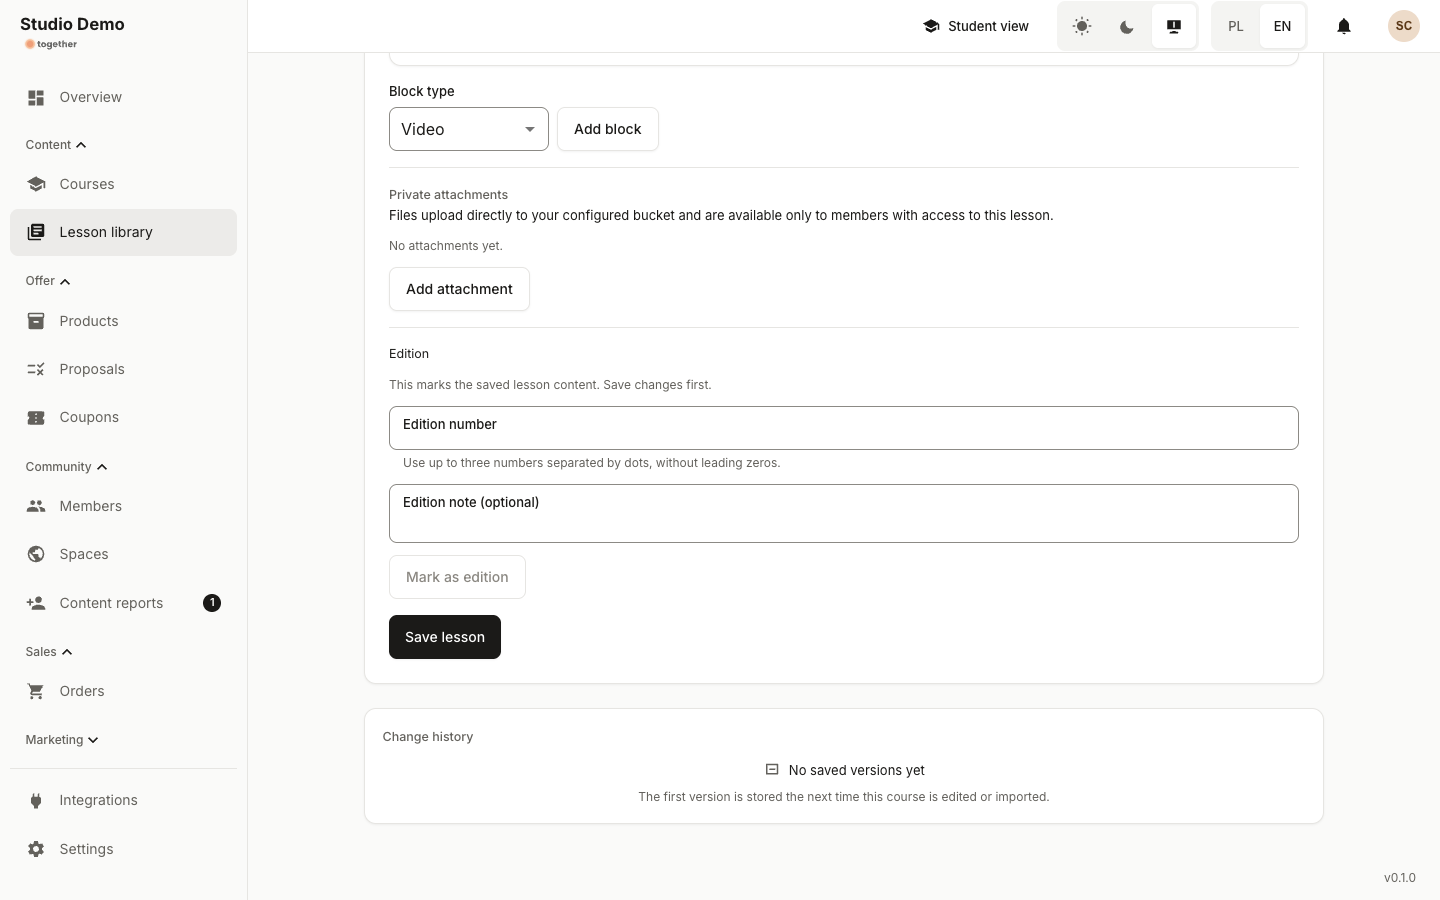 Studio Demo
together
Student view
PL
EN
SC
Overview
Content
Courses
Lesson library
Offer
Products
Proposals
Coupons
Community
Members
Spaces
Content reports
1
Sales
Orders
Marketing
Integrations
Settings
Block type
Video
Add block
Private attachments
Files upload directly to your configured bucket and are available only to members with access to this lesson.
No attachments yet.
Add attachment
Edition
This marks the saved lesson content. Save changes first.
Edition number
Use up to three numbers separated by dots, without leading zeros.
Edition note (optional)
Mark as edition
Save lesson
Change history
No saved versions yet
The first version is stored the next time this course is edited or imported.
v0.1.0